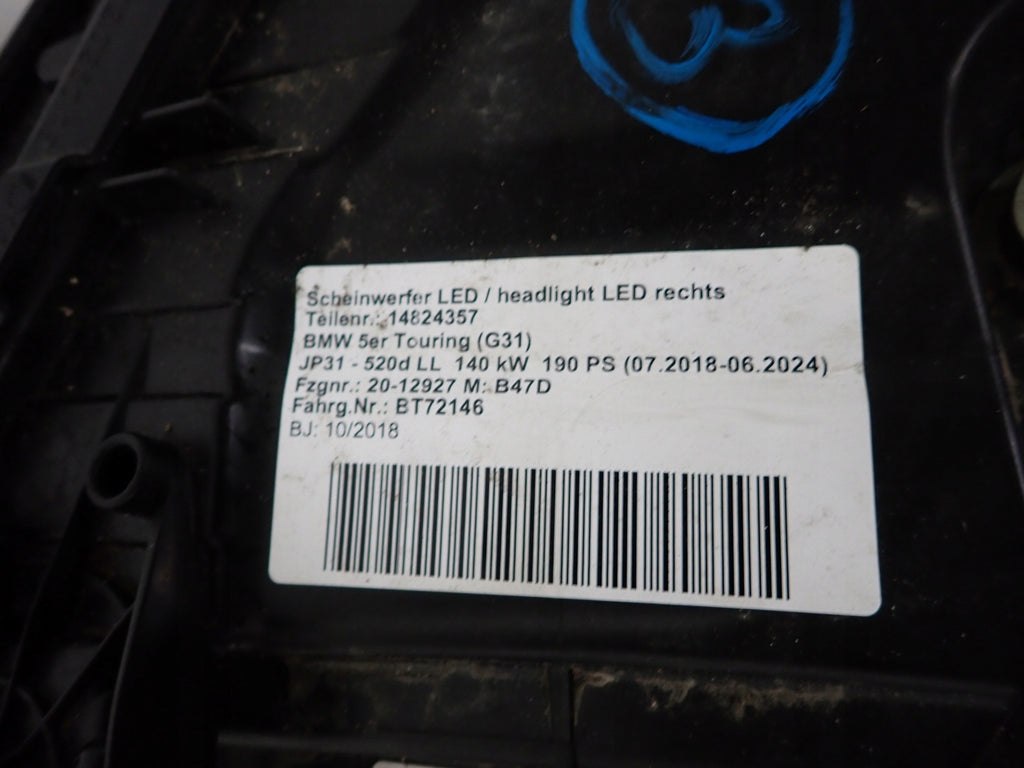 Scheinwerfer LED / headlight LED rechts
Teilenr.: 14824357
BMW 5er Touring (G31)
JP31 - 520d LL 140 kW 190 PS (07.2018-06.2024)
Fzgnr.: 20-12927 M: B47D
Fahrg.Nr.: BT72146
BJ: 10/2018